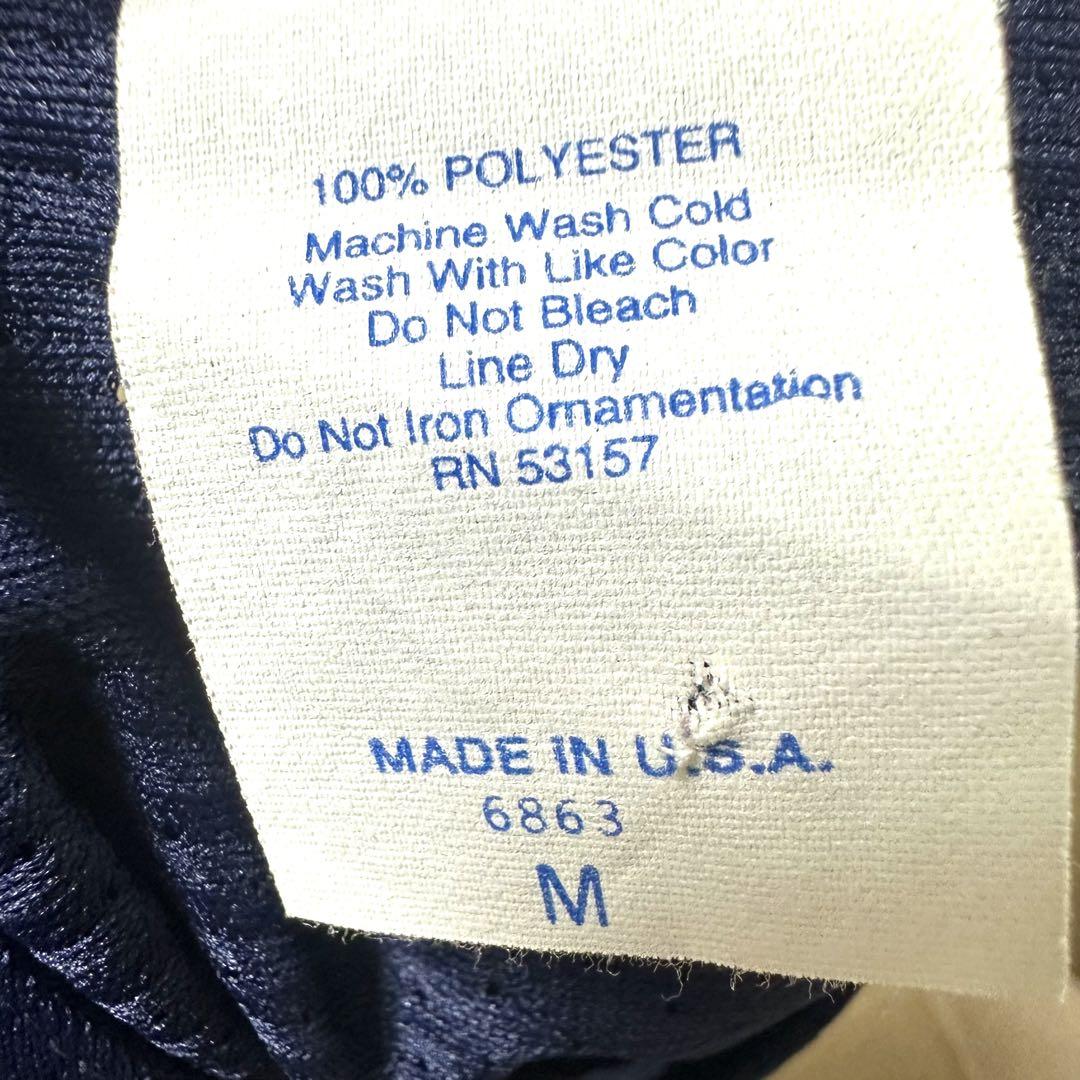 100% POLYESTER
Machine Wash Cold
Wash With Like Color
Do Not Bleach
Line Dry
Do Not Iron Ornamentation
RN 53157
MADE IN U.S.A.
6863
M